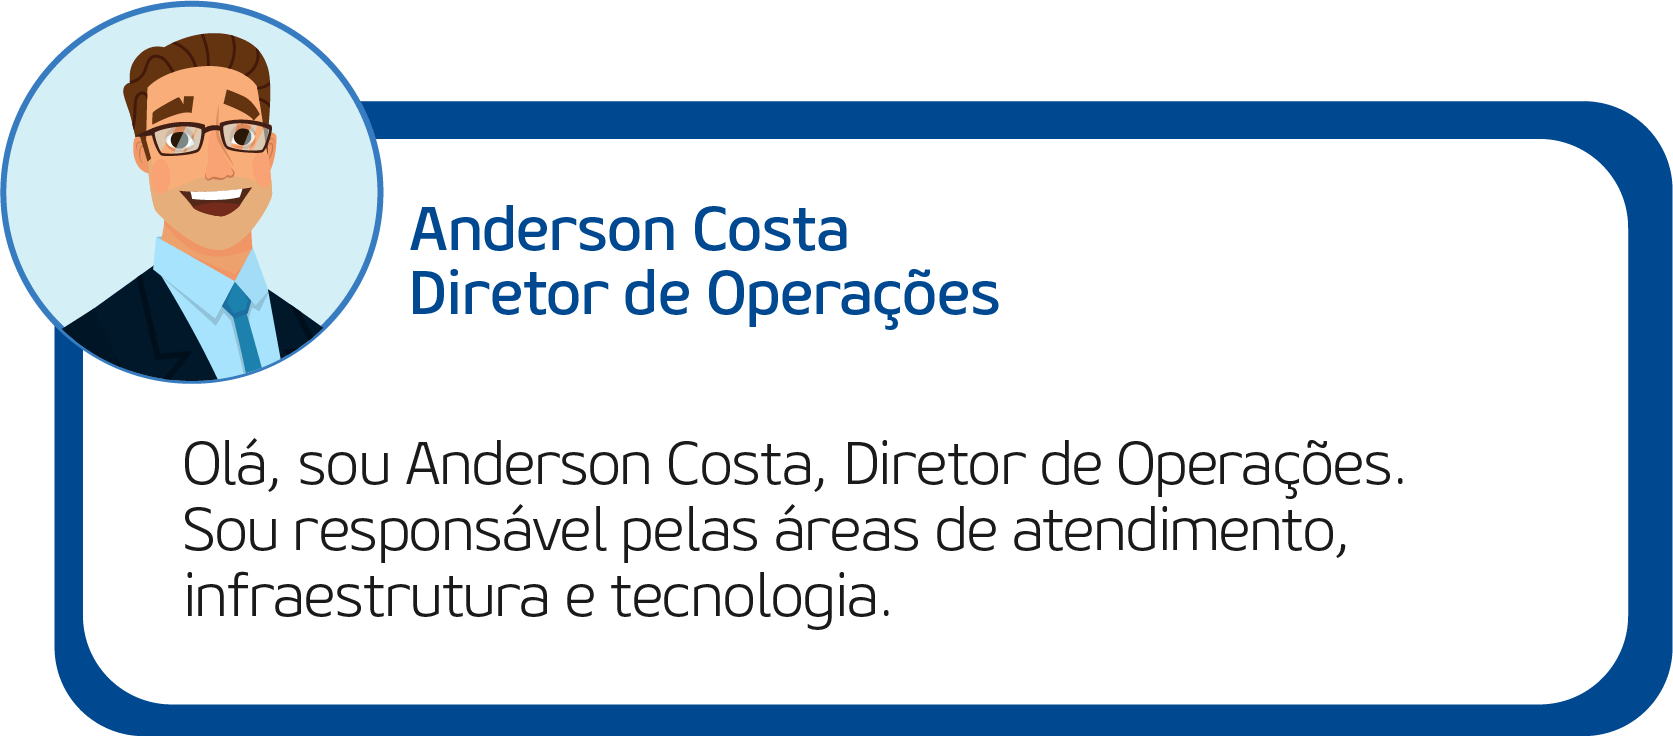 Anderson Costa
Diretor de Operações
Olá, sou Anderson Costa, Diretor de Operações.
Sou responsável pelas áreas de atendimento,
infraestrutura e tecnologia.